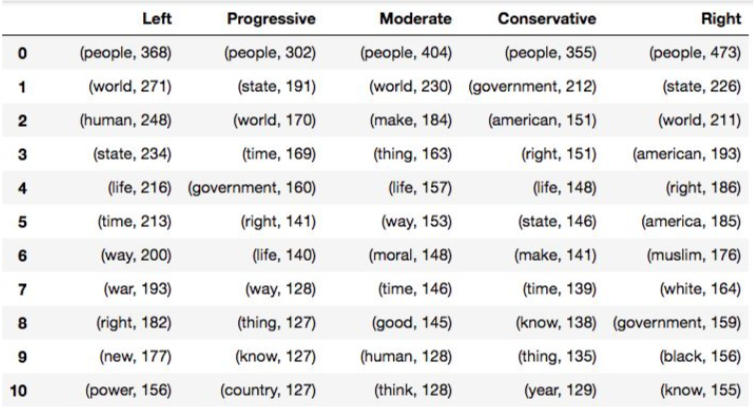 Left Progressive Moderate Conservative Right
0 (people, 368) (people, 302) (people, 404) (people, 355) (people, 473)
1 (world, 271) (state, 191) (world, 230) (government, 212) (state, 226)
2 (human, 248) (world, 170) (make, 184) (american, 151) (world, 211)
3 (state, 234) (time, 169) (thing, 163) (right, 151) (american, 193)
4 (life, 216) (government, 160) (life, 157) (life, 148) (right, 186)
5 (time, 213) (right, 141) (way, 153) (state, 146) (america, 185)
6 (way, 200) (life, 140) (moral, 148) (make, 141) (muslim, 176)
7 (war, 193) (way, 128) (time, 146) (time, 139) (white, 164)
8 (right, 182) (thing, 127) (good, 145) (know, 138) (government, 159)
9 (new, 177) (know, 127) (human, 128) (thing, 135) (black, 156)
10 (power, 156) (country, 127) (think, 128) (year, 129) (know, 155)